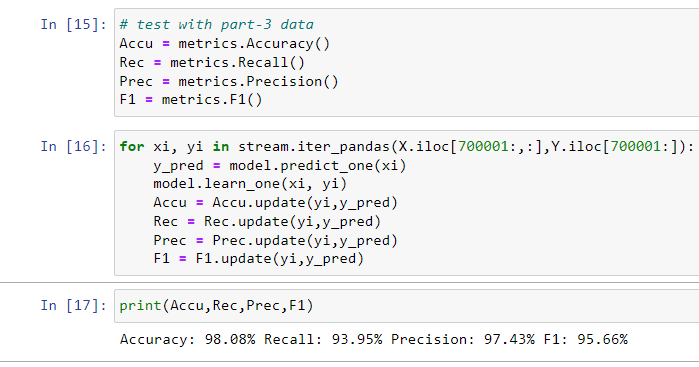 In [15]: # test with part-3 data
Accu = metrics.Accuracy()
Rec = metrics.Recall()
Prec = metrics.Precision()
F1 = metrics.F1()
In [16]: for xi, yi in stream.iter_pandas(X.iloc[700001:,:],Y.iloc[700001:]):
    y_pred = model.predict_one(xi)
    model.learn_one(xi, yi)
    Accu = Accu.update(yi,y_pred)
    Rec = Rec.update(yi,y_pred)
    Prec = Prec.update(yi,y_pred)
    F1 = F1.update(yi,y_pred)
In [17]: print(Accu,Rec,Prec,F1)
Accuracy: 98.08% Recall: 93.95% Precision: 97.43% F1: 95.66%